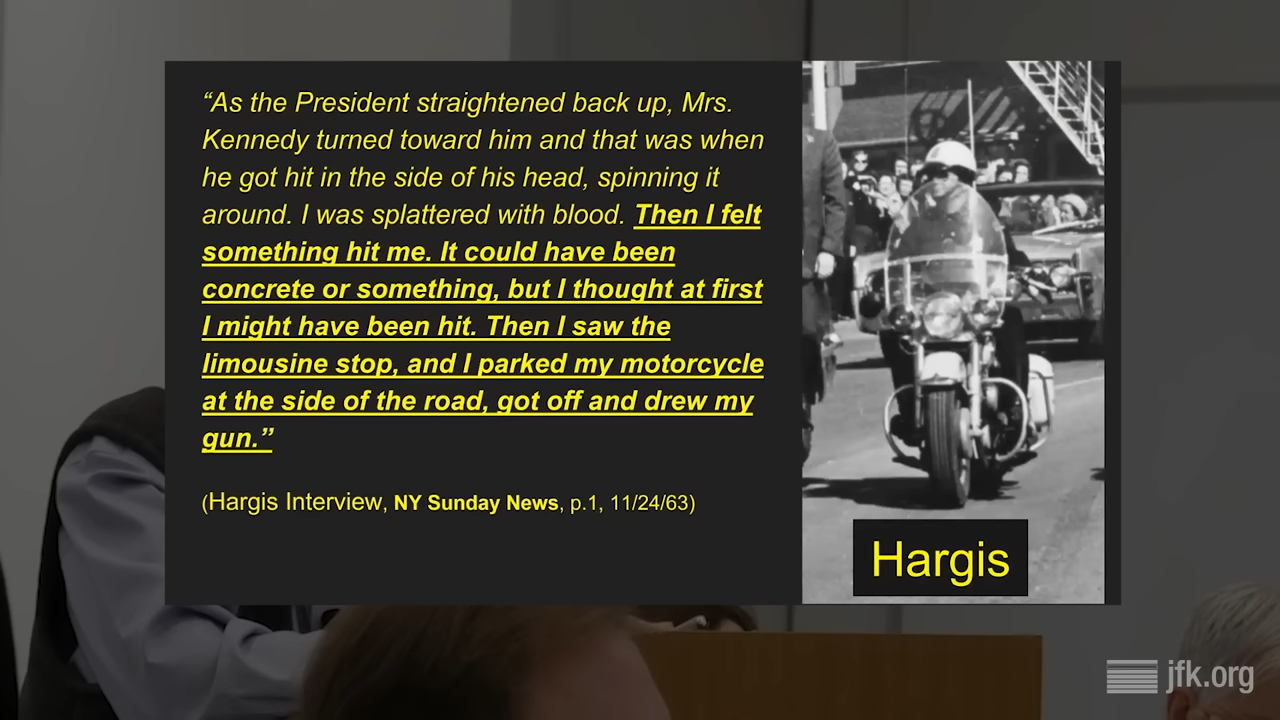 “As the President straightened back up, Mrs.
Kennedy turned toward him and that was when
he got hit in the side of his head, spinning it
around. I was splattered with blood. Then I felt
something hit me. It could have been
concrete or something, but I thought at first
I might have been hit. Then I saw the
limousine stop, and I parked my motorcycle
at the side of the road, got off and drew my
gun.”
(Hargis Interview, NY Sunday News, p.1, 11/24/63)
Hargis
jfk.org